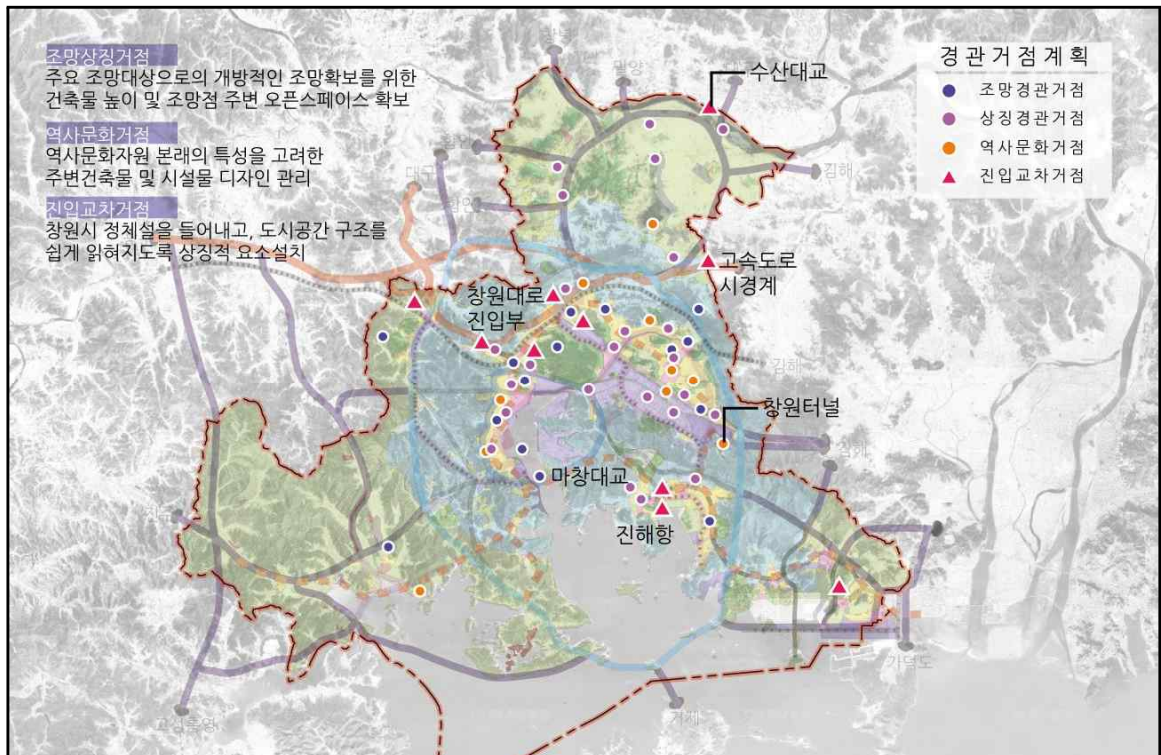 조망상징거점
주요 조망대상으로의 개방적인 조망확보를 위한
건축물 높이 및 조망점 주변 오픈스페이스 확보
역사문화거점
역사문화자원 본래의 특성을 고려한
주변건축물 및 시설물 디자인 관리
진입교차거점
창원시 정체설을 들어내고, 도시공간 구조를
쉽게 읽혀지도록 상징적 요소설치
경관거점계획
조망경관거점
상징경관거점
역사문화거점
진입교차거점
수산대교
밀양
대구
김해
고속도로
시경계
창원대로
진입부
김해
창원터널
마창대교
진해항
가덕도
거제
고성통영